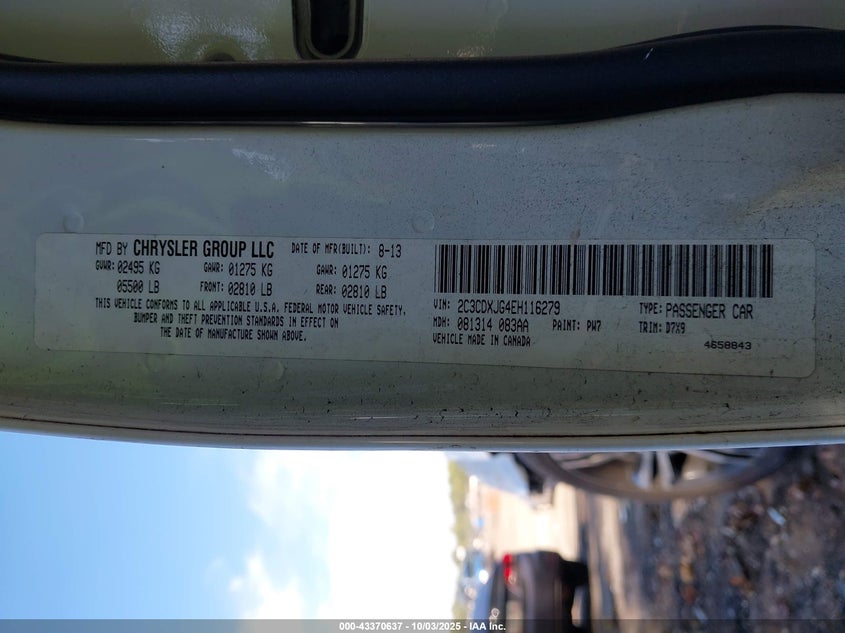 MFD BY CHRYSLER GROUP LLC DATE OF MFR(BUILT): 8-13
GVWR: 02495 KG GAWR: 01275 KG GAWR: 01275 KG
05500 LB FRONT: 02810 LB REAR: 02810 LB
THIS VEHICLE CONFORMS TO ALL APPLICABLE U.S.A. FEDERAL MOTOR VEHICLE SAFETY,
BUMPER AND THEFT PREVENTION STANDARDS IN EFFECT ON
THE DATE OF MANUFACTURE SHOWN ABOVE.
VIN: 2C3CDXJG4EH116279 TYPE: PASSENGER CAR
MDH: 081314 083AA PAINT: PW7 TRIM: D7X9
VEHICLE MADE IN CANADA 4658843
000-43370637 - 10/03/2025 - IAA Inc.